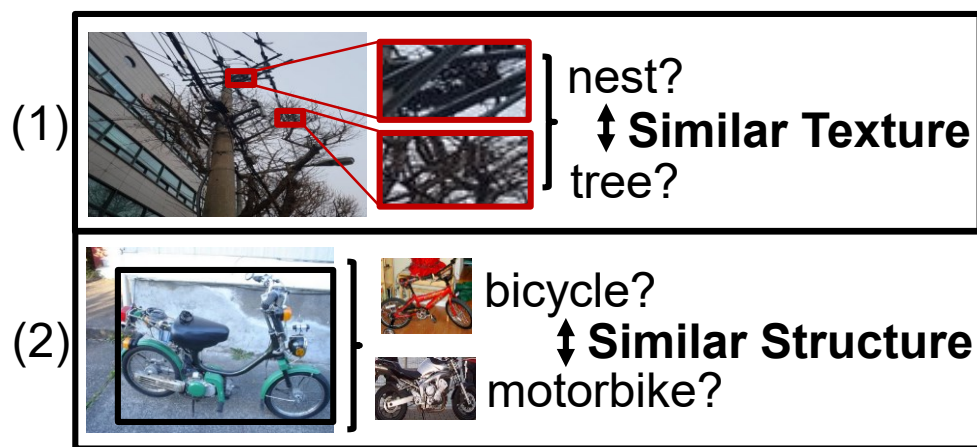 (1)
nest?
Similar Texture
tree?
(2)
bicycle?
Similar Structure
motorbike?